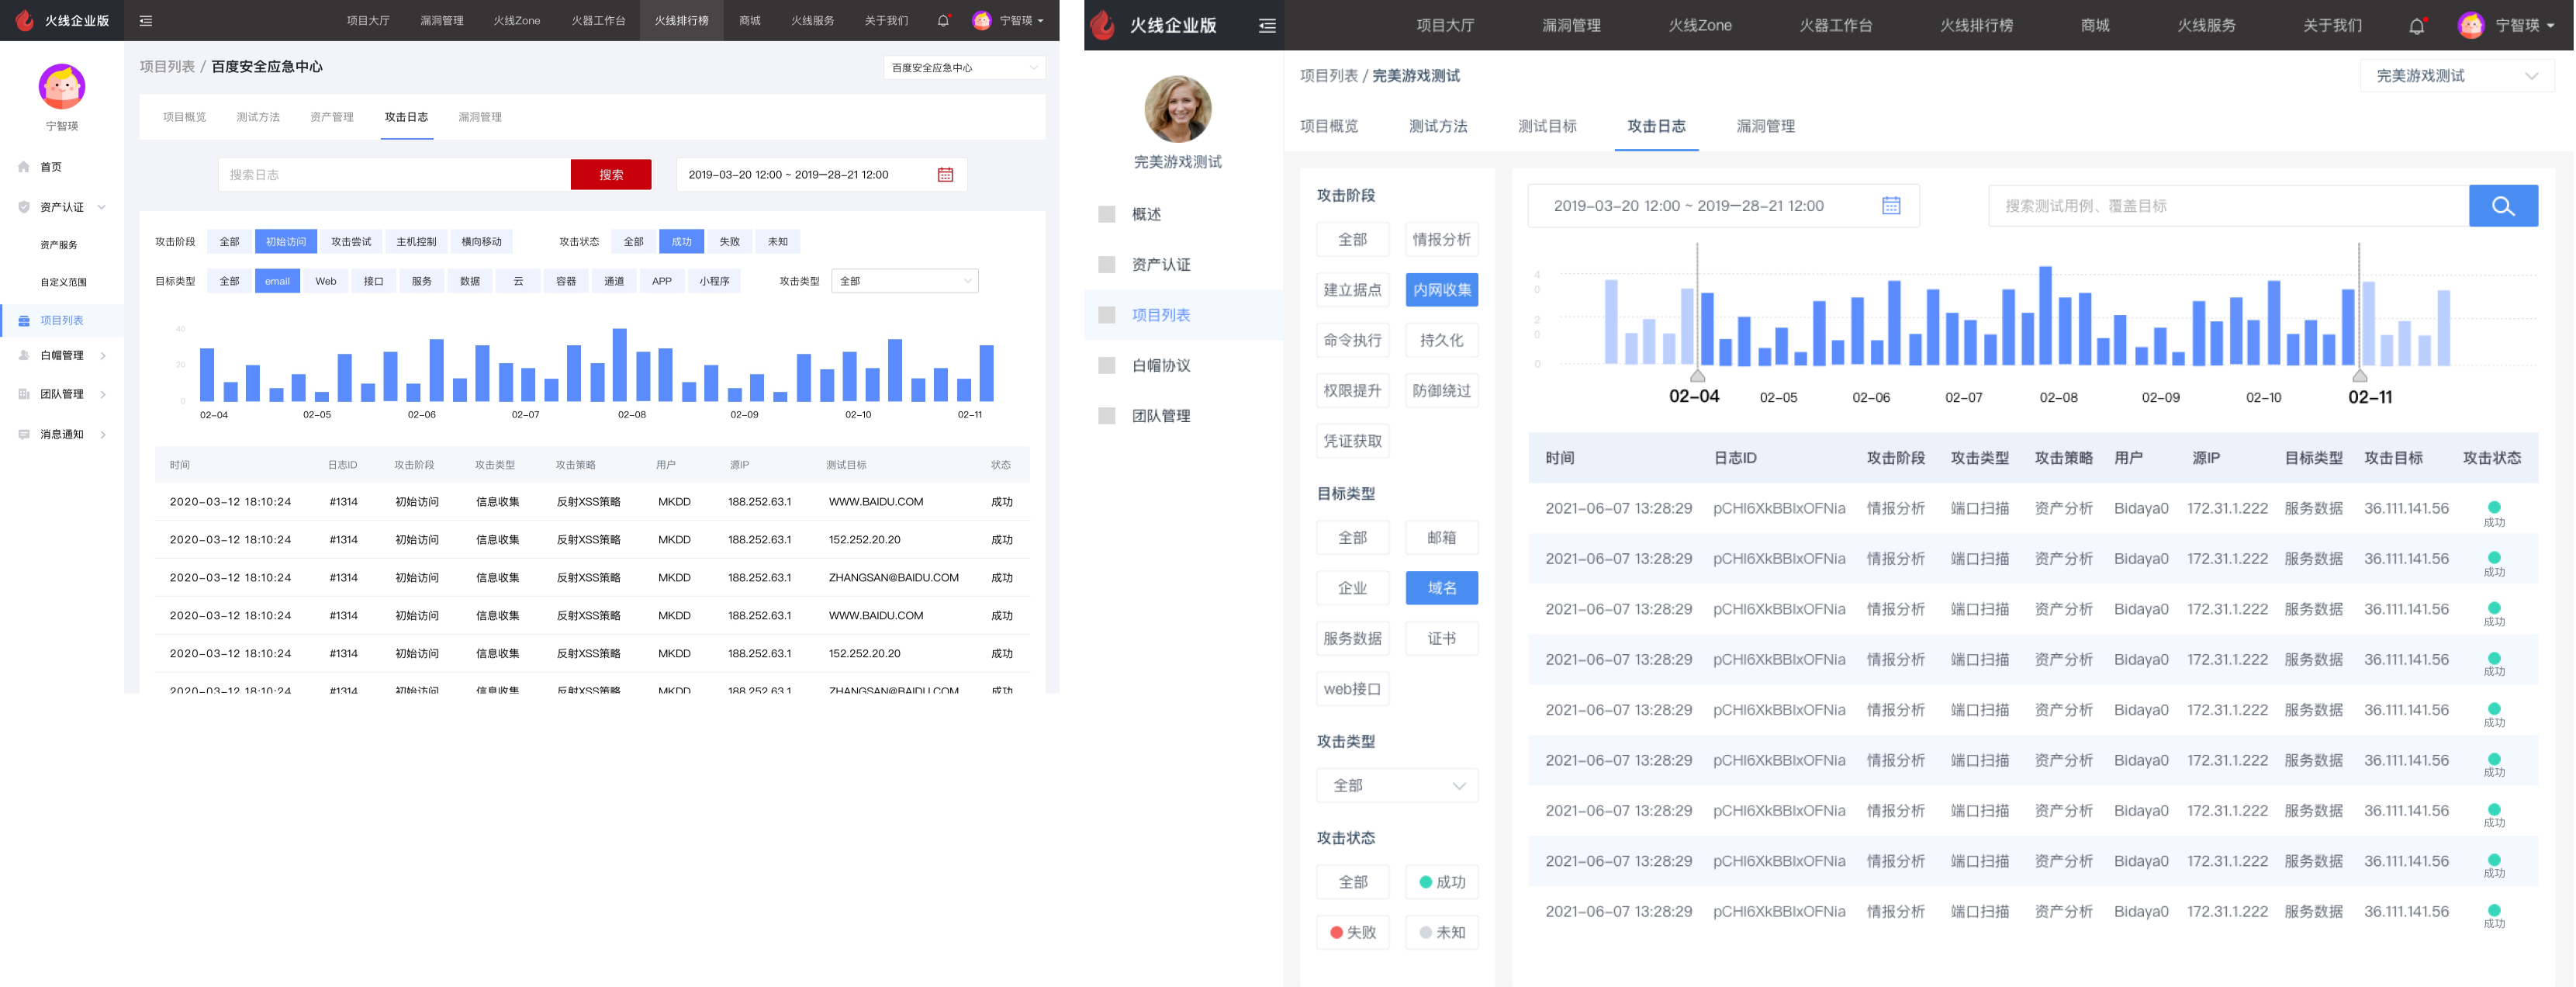 火线企业版
项目大厅 漏洞管理 火线Zone 火器工作台 火线排行榜 商城 火线服务 关于我们 宁智瑛
宁智瑛
首页
资产认证
资产服务
自定义范围
项目列表
白帽管理
团队管理
消息通知
项目列表 / 百度安全应急中心
百度安全应急中心
项目概览 测试方法 资产管理 攻击日志 漏洞管理
搜索日志 搜索 2019-03-20 12:00 ~ 2019-28-21 12:00
攻击阶段 全部 初始访问 攻击尝试 主机控制 横向移动 攻击状态 全部 成功 失败 未知
目标类型 全部 email Web 接口 服务 数据 云 容器 通道 APP 小程序 攻击类型 全部
40
20
0
02-04 02-05 02-06 02-07 02-08 02-09 02-10 02-11
时间 日志ID 攻击阶段 攻击类型 攻击策略 用户 源IP 测试目标 状态
2020-03-12 18:10:24 #1314 初始访问 信息收集 反射XSS策略 MKDD 188.252.63.1 WWW.BAIDU.COM 成功
2020-03-12 18:10:24 #1314 初始访问 信息收集 反射XSS策略 MKDD 188.252.63.1 152.252.20.20 成功
2020-03-12 18:10:24 #1314 初始访问 信息收集 反射XSS策略 MKDD 188.252.63.1 ZHANGSAN@BAIDU.COM 成功
2020-03-12 18:10:24 #1314 初始访问 信息收集 反射XSS策略 MKDD 188.252.63.1 WWW.BAIDU.COM 成功
2020-03-12 18:10:24 #1314 初始访问 信息收集 反射XSS策略 MKDD 188.252.63.1 152.252.20.20 成功
2020-03-12 18:10:24 #1314 初始访问 信息收集 反射XSS策略 MKDD 188.252.63.1 ZHANGSAN@BAIDU.COM 成功
火线企业版
项目大厅 漏洞管理 火线Zone 火器工作台 火线排行榜 商城 火线服务 关于我们 宁智瑛
完美游戏测试
概述
资产认证
项目列表
白帽协议
团队管理
项目列表 / 完美游戏测试
完美游戏测试
项目概览 测试方法 测试目标 攻击日志 漏洞管理
攻击阶段
全部 情报分析
建立据点 内网收集
命令执行 持久化
权限提升 防御绕过
凭证获取
目标类型
全部 邮箱
企业 域名
服务数据 证书
web接口
攻击类型
全部
攻击状态
全部 成功
失败 未知
2019-03-20 12:00 ~ 2019-28-21 12:00 搜索测试用例、覆盖目标
4
0
2
0
0
02-04 02-05 02-06 02-07 02-08 02-09 02-10 02-11
时间 日志ID 攻击阶段 攻击类型 攻击策略 用户 源IP 目标类型 攻击目标 攻击状态
2021-06-07 13:28:29 pCHI6XkBBIxOFNia 情报分析 端口扫描 资产分析 Bidaya0 172.31.1.222 服务数据 36.111.141.56 成功
2021-06-07 13:28:29 pCHI6XkBBIxOFNia 情报分析 端口扫描 资产分析 Bidaya0 172.31.1.222 服务数据 36.111.141.56 成功
2021-06-07 13:28:29 pCHI6XkBBIxOFNia 情报分析 端口扫描 资产分析 Bidaya0 172.31.1.222 服务数据 36.111.141.56 成功
2021-06-07 13:28:29 pCHI6XkBBIxOFNia 情报分析 端口扫描 资产分析 Bidaya0 172.31.1.222 服务数据 36.111.141.56 成功
2021-06-07 13:28:29 pCHI6XkBBIxOFNia 情报分析 端口扫描 资产分析 Bidaya0 172.31.1.222 服务数据 36.111.141.56 成功
2021-06-07 13:28:29 pCHI6XkBBIxOFNia 情报分析 端口扫描 资产分析 Bidaya0 172.31.1.222 服务数据 36.111.141.56 成功
2021-06-07 13:28:29 pCHI6XkBBIxOFNia 情报分析 端口扫描 资产分析 Bidaya0 172.31.1.222 服务数据 36.111.141.56 成功
2021-06-07 13:28:29 pCHI6XkBBIxOFNia 情报分析 端口扫描 资产分析 Bidaya0 172.31.1.222 服务数据 36.111.141.56 成功
2021-06-07 13:28:29 pCHI6XkBBIxOFNia 情报分析 端口扫描 资产分析 Bidaya0 172.31.1.222 服务数据 36.111.141.56 成功